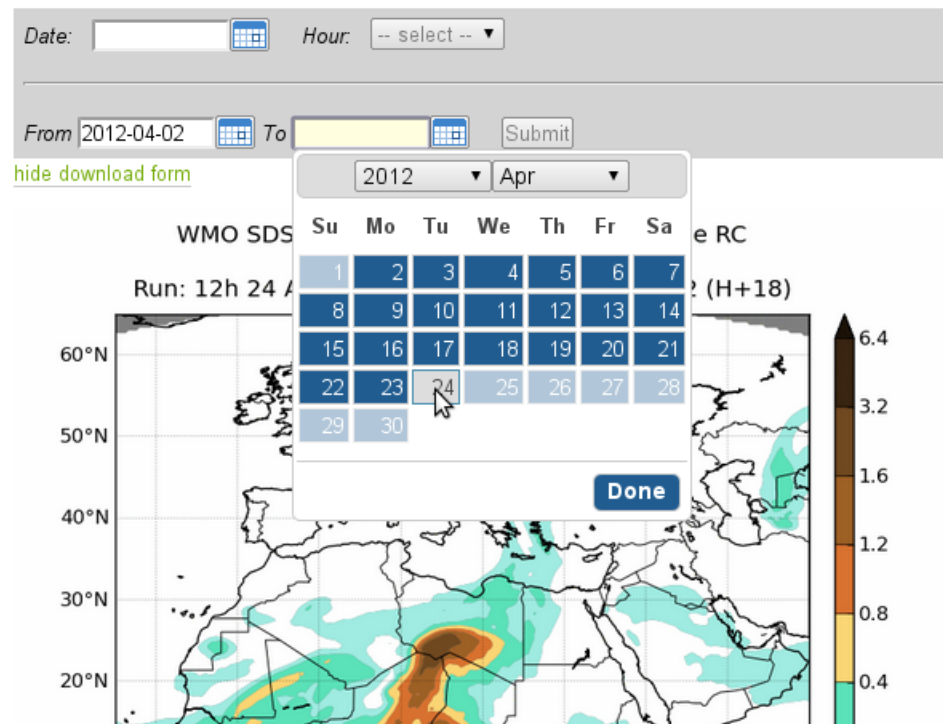 Date: Hour: -- select --
From 2012-04-02 To Submit
hide download form
2012 Apr
Su Mo Tu We Th Fr Sa
1 2 3 4 5 6 7
8 9 10 11 12 13 14
15 16 17 18 19 20 21
22 23 24 25 26 27 28
29 30
Done
WMO SDS e RC
Run: 12h 24 (H+18)
60°N
50°N
40°N
30°N
20°N
6.4
3.2
1.6
1.2
0.8
0.4